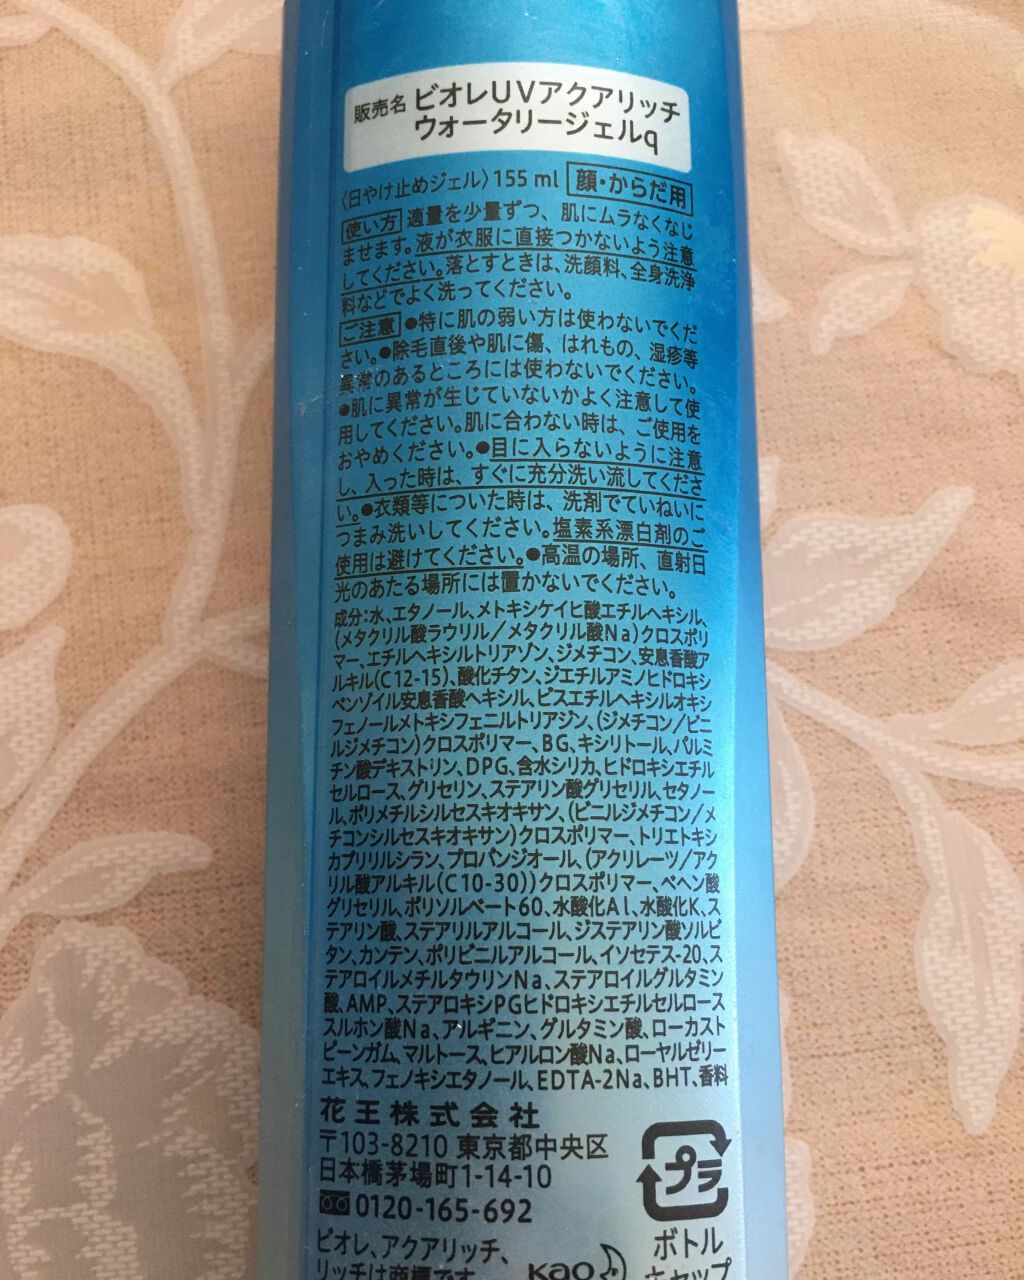 販売名 ビオレUVアクアリッチ
ウォータリージェルq
〈日やけ止めジェル〉155 ml 顔・からだ用
使い方 適量を少量ずつ、肌にムラなくなじ
ませます。液が衣服に直接つかないよう注意
してください。落とすときは、洗顔料、全身洗浄
料などでよく洗ってください。
ご注意 ●特に肌の弱い方は使わないでくだ
さい。●除毛直後や肌に傷、はれもの、湿疹等
異常のあるところには使わないでください。
●肌に異常が生じていないかよく注意して使
用してください。肌に合わない時は、ご使用を
おやめください。●目に入らないように注意
し、入った時は、すぐに充分洗い流してくださ
い。●衣類等についた時は、洗剤でていねいに
つまみ洗いしてください。塩素系漂白剤のご
使用は避けてください。●高温の場所、直射日
光のあたる場所には置かないでください。
成分:水、エタノール、メトキシケイヒ酸エチルヘキシル、
(メタクリル酸ラウリル/メタクリル酸Na)クロスポリ
マー、エチルヘキシルトリアゾン、ジメチコン、安息香酸ア
ルキル(C12-15)、酸化チタン、ジエチルアミノヒドロキシ
ベンゾイル安息香酸ヘキシル、ビスエチルヘキシルオキシ
フェノールメトキシフェニルトリアジン、(ジメチコン/ビニ
ルジメチコン)クロスポリマー、BG、キシリトール、パルミ
チン酸デキストリン、DPG、含水シリカ、ヒドロキシエチル
セルロース、グリセリン、ステアリン酸グリセリル、セタノー
ル、ポリメチルシルセスキオキサン、(ビニルジメチコン/メ
チコンシルセスキオキサン)クロスポリマー、トリエトキシ
カプリリルシラン、プロパンジオール、(アクリレーツ/アク
リル酸アルキル(C10-30))クロスポリマー、ベヘン酸
グリセリル、ポリソルベート60、水酸化Al、水酸化K、ス
テアリン酸、ステアリルアルコール、ジステアリン酸ソルビ
タン、カンテン、ポリビニルアルコール、イソセテス-20、ス
テアロイルメチルタウリンNa、ステアロイルグルタミン
酸、AMP、ステアロキシPGヒドロキシエチルセルロース
スルホン酸Na、アルギニン、グルタミン酸、ローカスト
ビーンガム、マルトース、ヒアルロン酸Na、ローヤルゼリー
エキス、フェノキシエタノール、EDTA-2Na、BHT、香料
花王株式会社
〒103-8210 東京都中央区
日本橋茅場町1-14-10
0120-165-692
プラ
ビオレ、アクアリッチ、
リッチは商標です
Kao
ボトル
キャップ